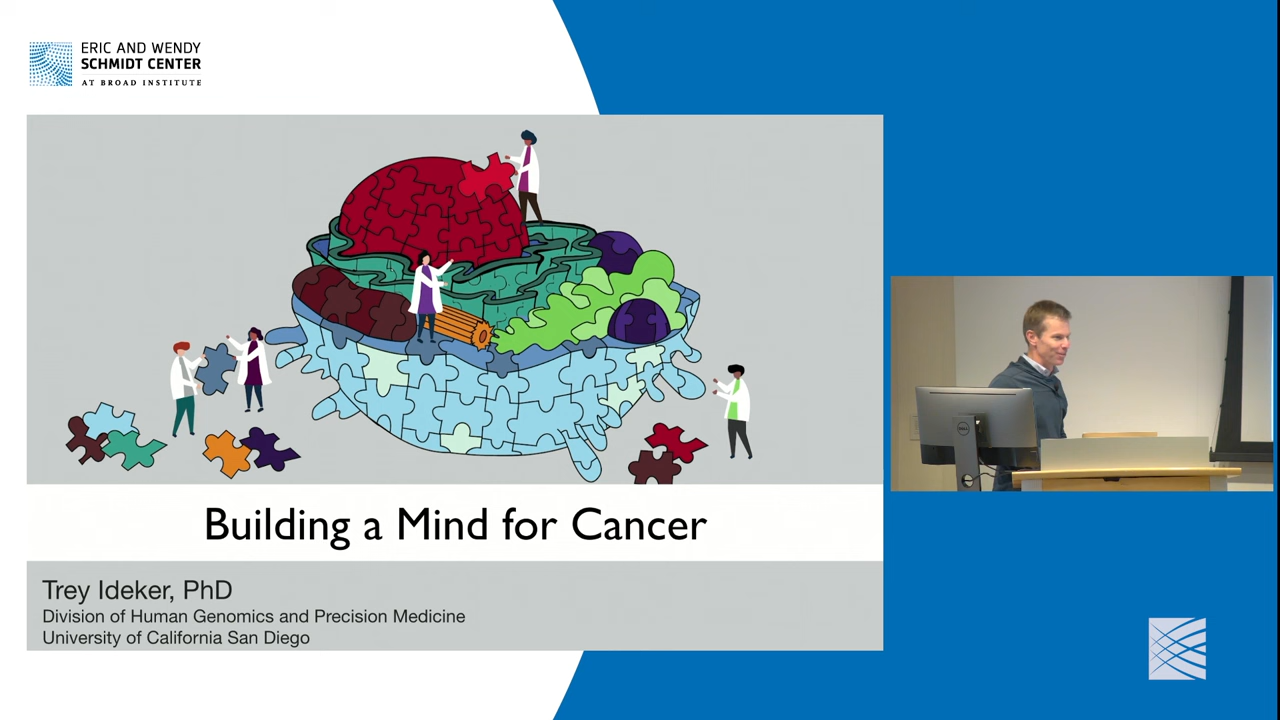 ERIC AND WENDY
SCHMIDT CENTER
AT BROAD INSTITUTE
Building a Mind for Cancer
Trey Ideker, PhD
Division of Human Genomics and Precision Medicine
University of California San Diego
DELL